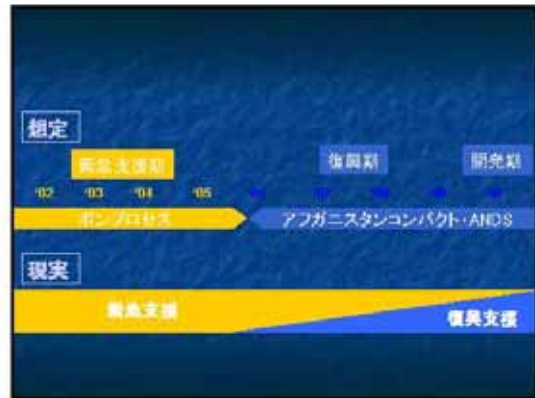 想定
緊急支援期 復興期 開発期
'02 '03 '04 '05
ボンプロセス アフガニスタンコンパクト・ANDS
現実
緊急支援
復興支援